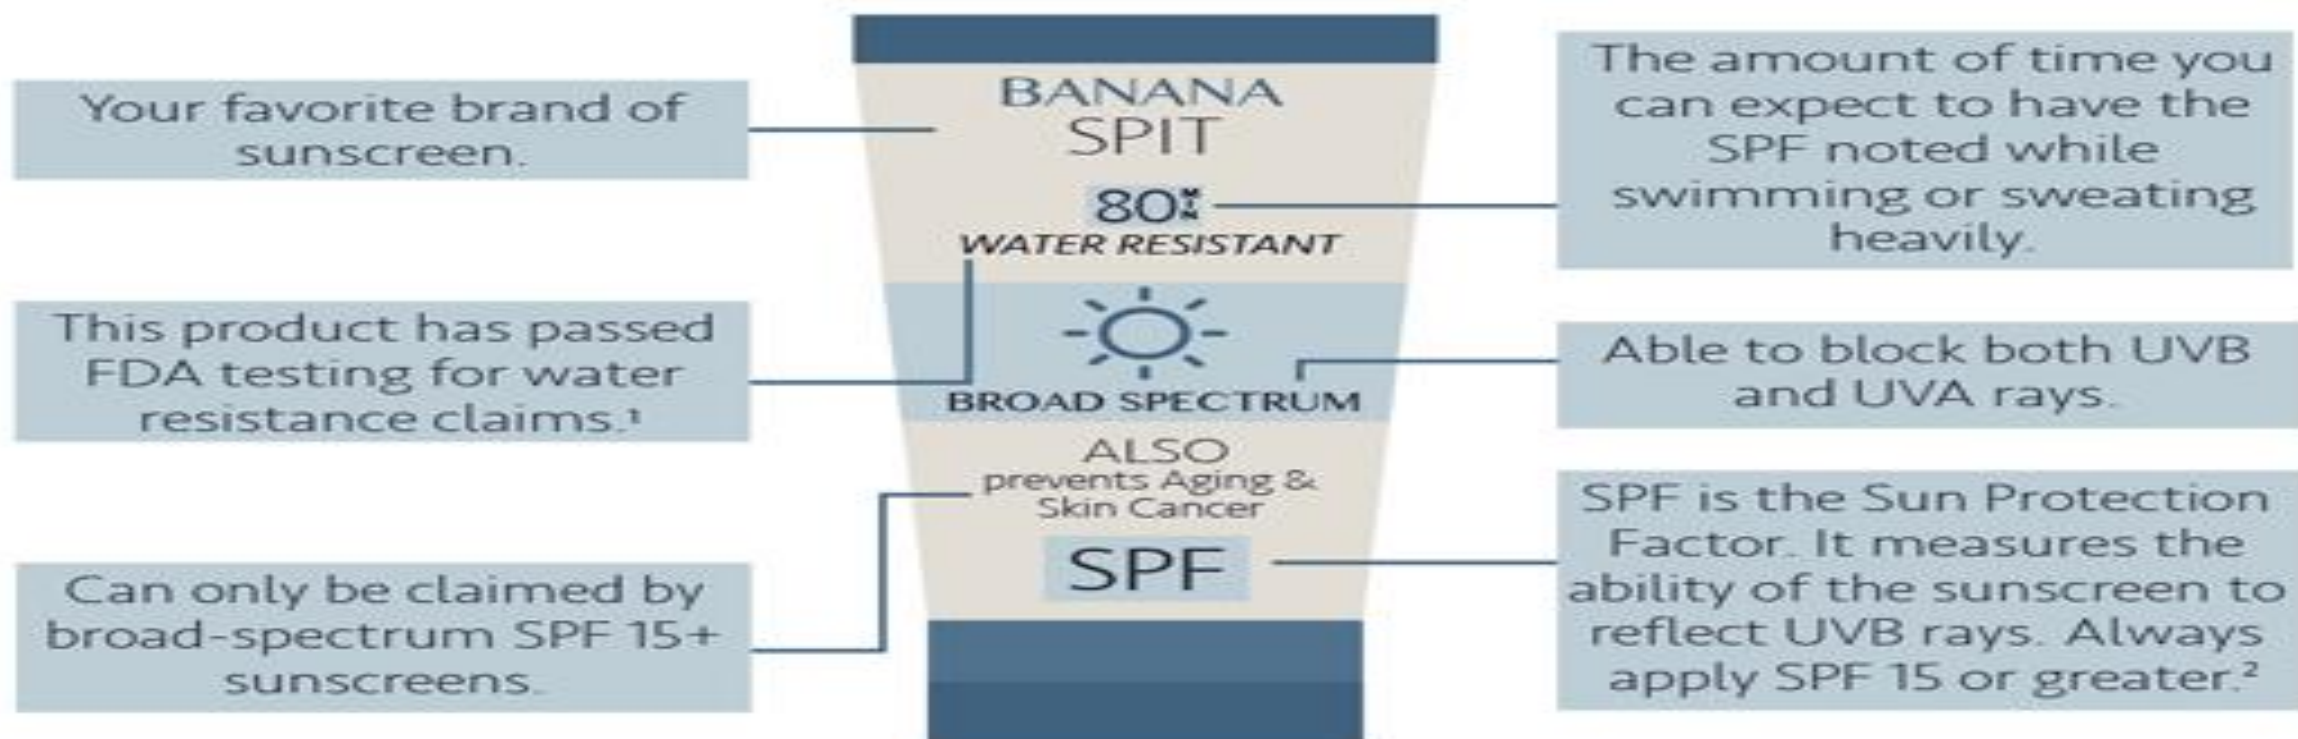 Your favorite brand of
sunscreen.
This product has passed
FDA testing for water
resistance claims.¹
Can only be claimed by
broad-spectrum SPF 15+
sunscreens.
BANANA
SPIT
80 MIN
WATER RESISTANT
BROAD SPECTRUM
ALSO
prevents Aging &
Skin Cancer
SPF
The amount of time you
can expect to have the
SPF noted while
swimming or sweating
heavily.
Able to block both UVB
and UVA rays.
SPF is the Sun Protection
Factor. It measures the
ability of the sunscreen to
reflect UVB rays. Always
apply SPF 15 or greater.²